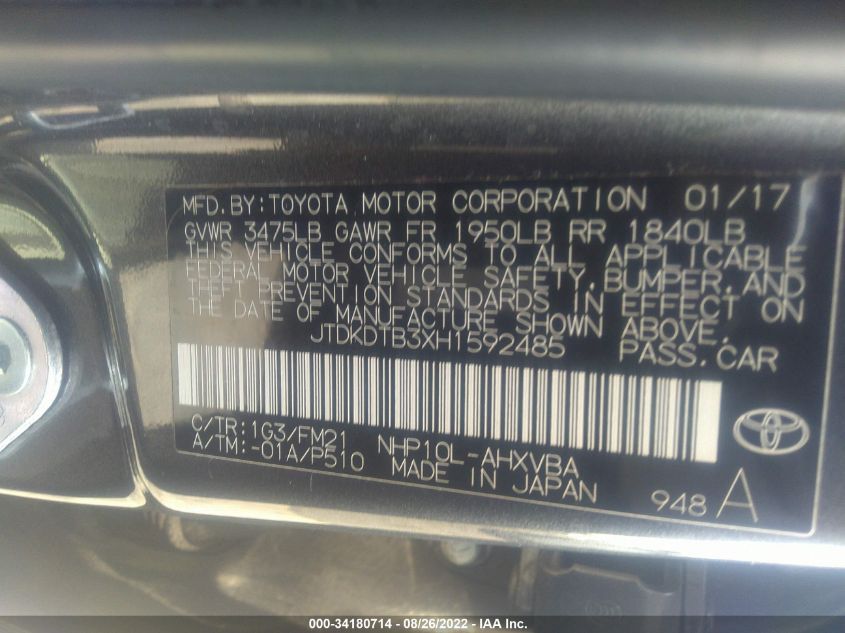 MFD.BY:TOYOTA MOTOR CORPORATION 01/17
GVWR 3475LB GAWR FR 1950LB RR 1840LB
THIS VEHICLE CONFORMS TO ALL APPLICABLE
FEDERAL MOTOR VEHICLE SAFETY,BUMPER,AND
THEFT PREVENTION STANDARDS IN EFFECT ON
THE DATE OF MANUFACTURE SHOWN ABOVE.
JTDKDTB3XH1592485 PASS.CAR
C/TR:1G3/FM21
A/TM:-01A/P510
NHP10L-AHXVBA
MADE IN JAPAN
948 A
000-34180714 - 08/26/2022 - Copyright IAA, Inc.